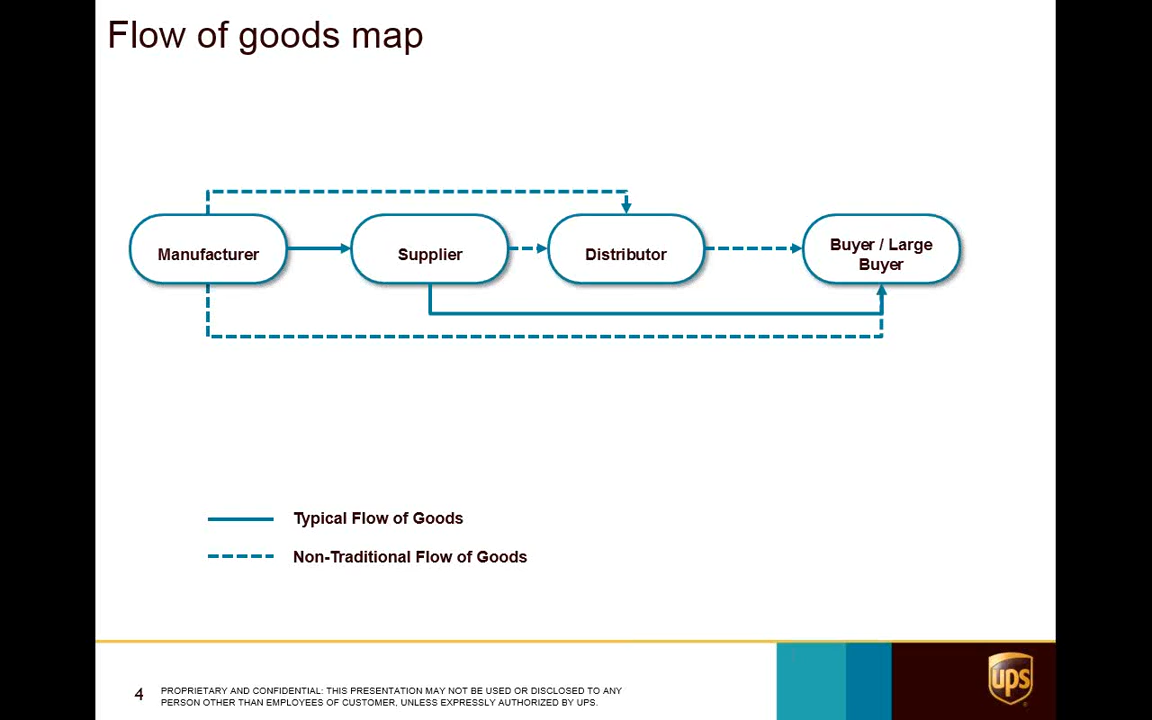 Flow of goods map
Manufacturer
Supplier
Distributor
Buyer / Large
Buyer
Typical Flow of Goods
Non-Traditional Flow of Goods
4
PROPRIETARY AND CONFIDENTIAL: THIS PRESENTATION MAY NOT BE USED OR DISCLOSED TO ANY
PERSON OTHER THAN EMPLOYEES OF CUSTOMER, UNLESS EXPRESSLY AUTHORIZED BY UPS.
ups